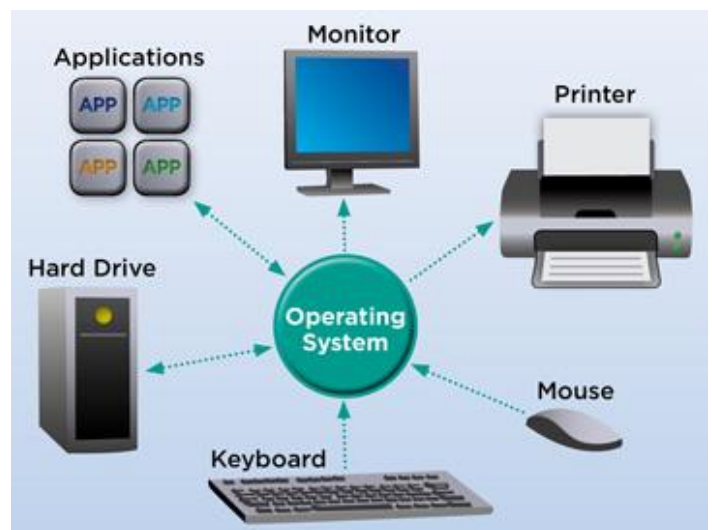 Monitor
Applications
APP APP
APP APP
Printer
Hard Drive
Operating
System
Mouse
Keyboard